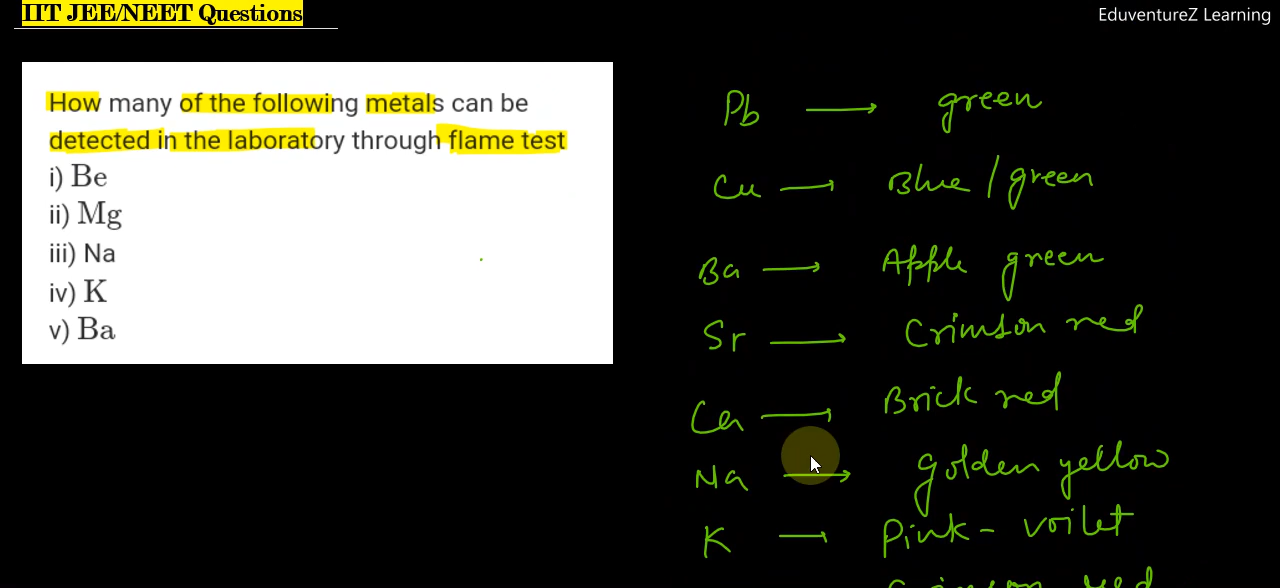 IIT JEE/NEET Questions
EduventureZ Learning
How many of the following metals can be
detected in the laboratory through flame test
i) Be
ii) Mg
iii) Na
iv) K
v) Ba
Pb → green
Cu → Blue / green
Ba → Apple green
Sr → Crimson red
Ca → Brick red
Na → golden yellow
K → Pink - voilet
Crimson red